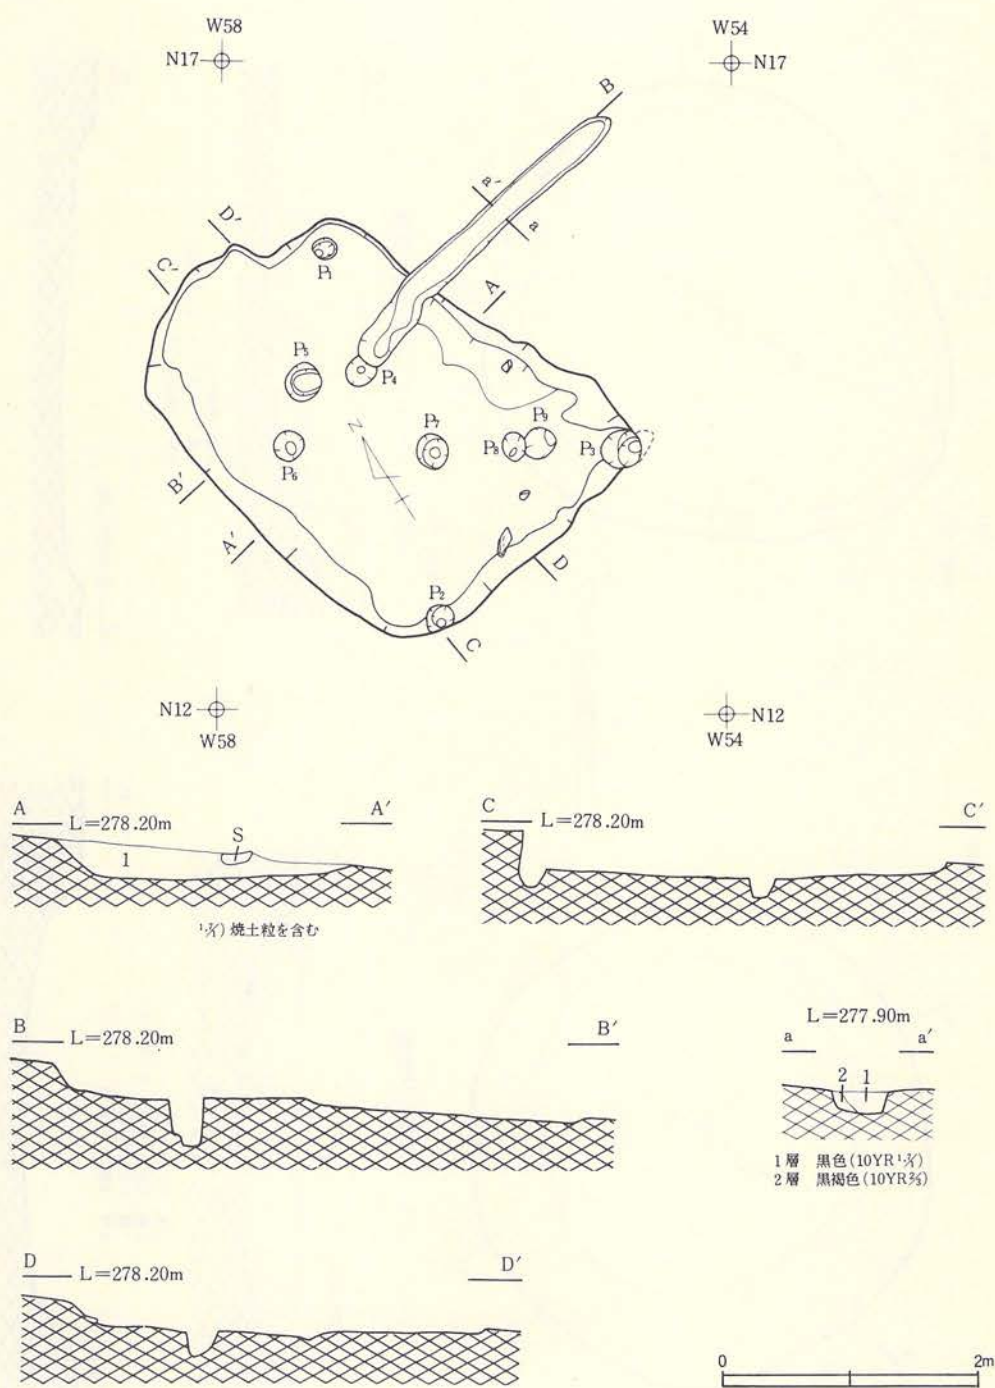 W58
W54
N17
N17
B
a′
a
D′
C′
A
P1
P5
P4
P7
P8
P9
P3
P6
N
B′
A′
D
P2
C
N12
N12
W58
W54
A
L=278.20m
A′
S
1
焼土粒を含む
C
L=278.20m
C′
B
L=278.20m
B′
L=277.90m
a
a′
2
1
1層 黒色(10YR
2層 黒褐色(10YR
D
L=278.20m
D′
0
2m